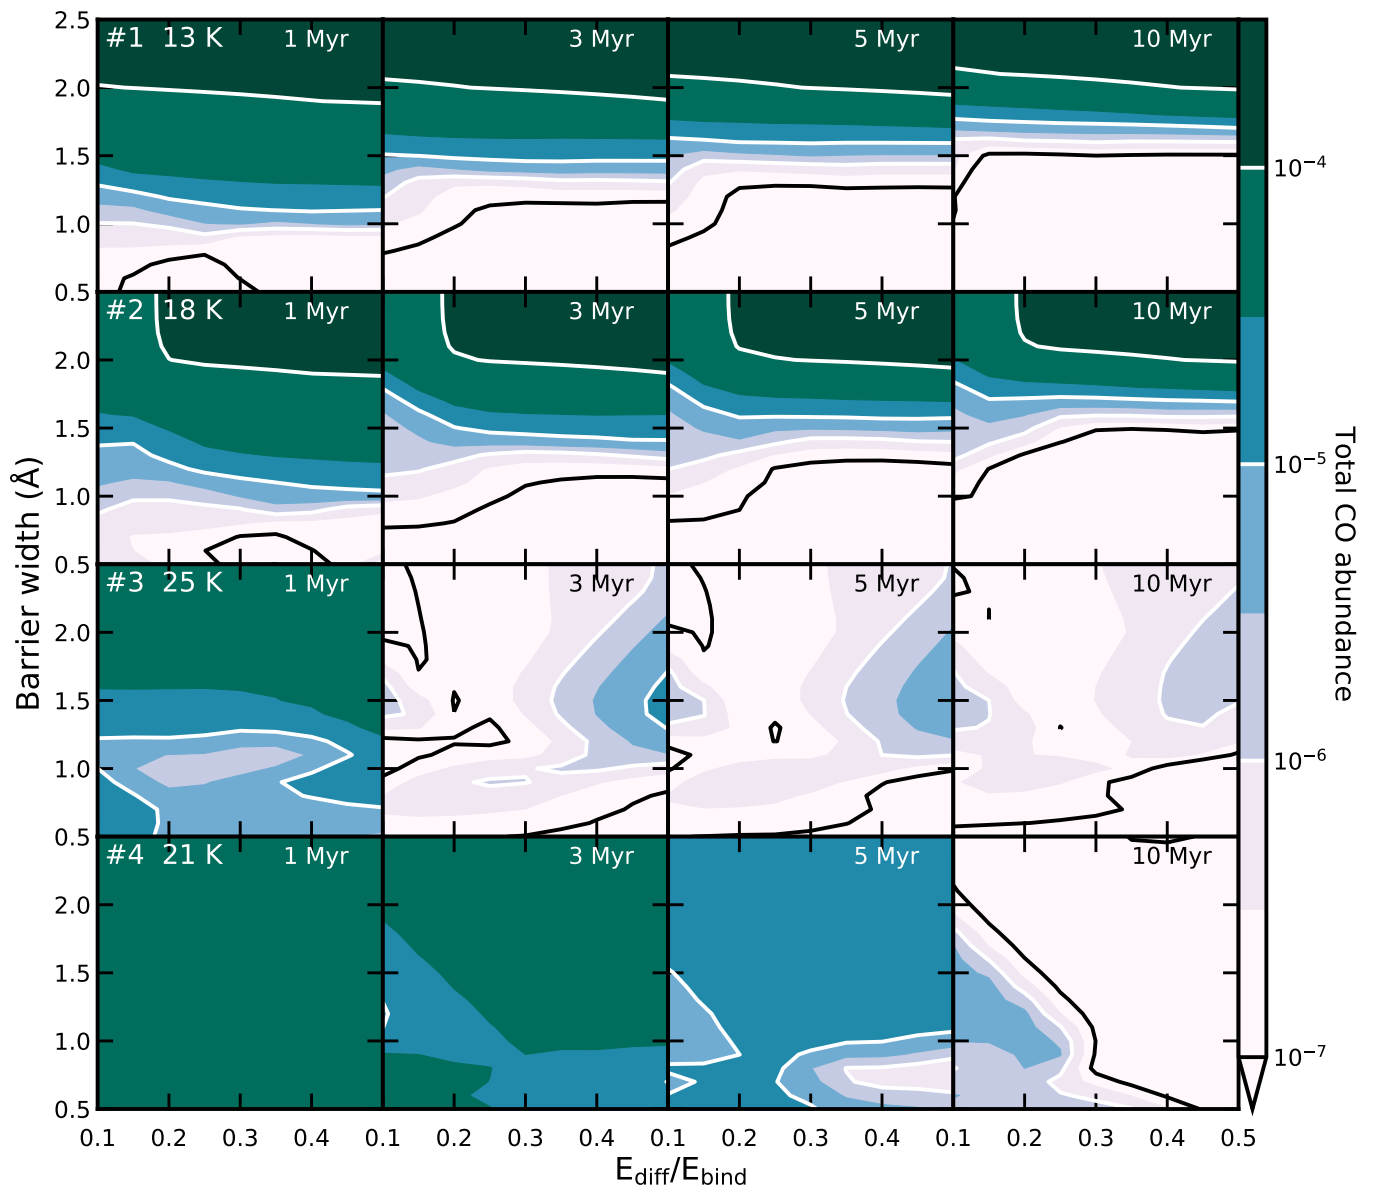 #1 13 K 1 Myr 3 Myr 5 Myr 10 Myr
2.5
2.0
1.5
1.0
0.5
#2 18 K 1 Myr 3 Myr 5 Myr 10 Myr
2.0
1.5
1.0
0.5
#3 25 K 1 Myr 3 Myr 5 Myr 10 Myr
2.0
1.5
1.0
0.5
#4 21 K 1 Myr 3 Myr 5 Myr 10 Myr
2.0
1.5
1.0
0.5
Barrier width (Å)
0.1 0.2 0.3 0.4 0.1 0.2 0.3 0.4 0.1 0.2 0.3 0.4 0.1 0.2 0.3 0.4 0.5
E_diff/E_bind
10⁻⁴
10⁻⁵
10⁻⁶
10⁻⁷
Total CO abundance